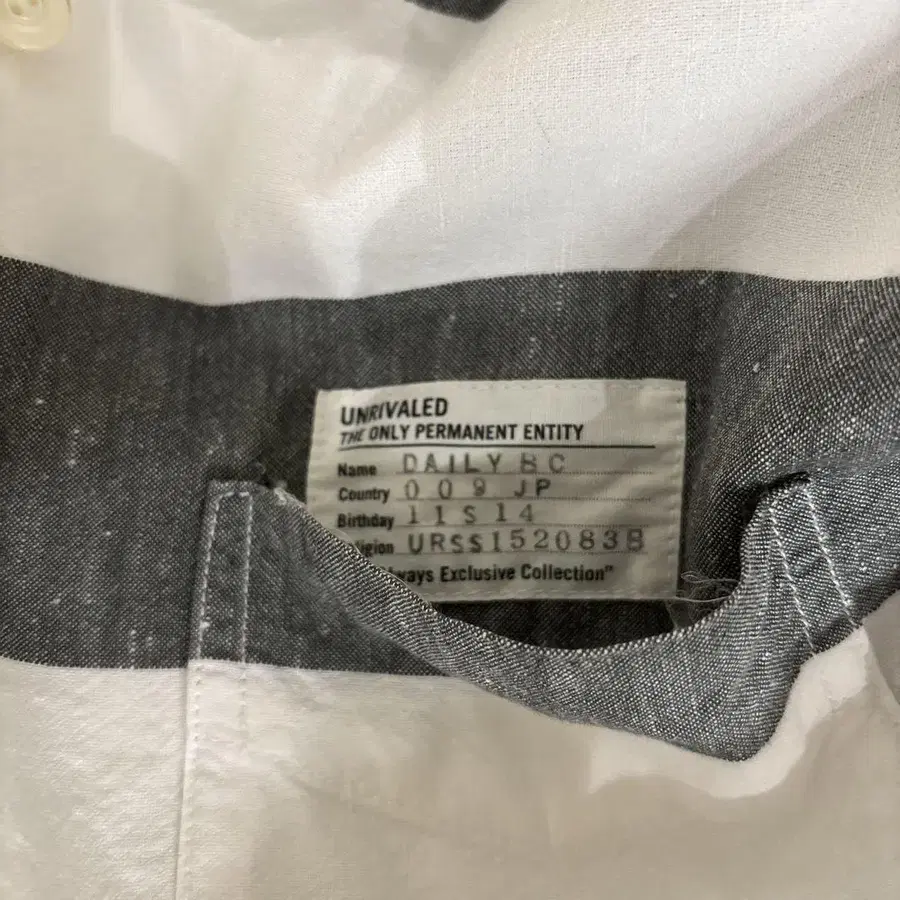 UNRIVALED
THE ONLY PERMANENT ENTITY
Name DAILY BC
Country 009 JP
Birthday 11S14
URSS1520838
Exclusive Collection"